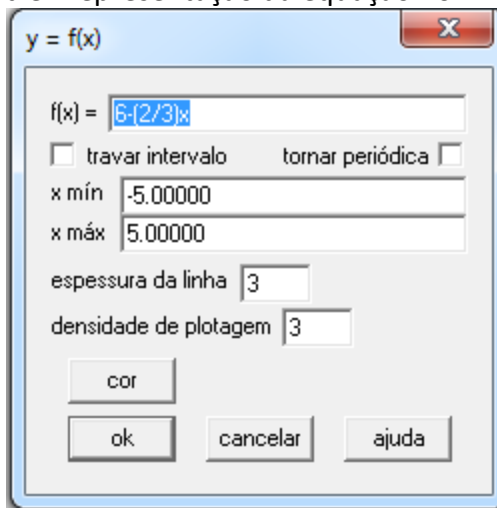 y = f(x)
f(x) = 6-(2/3)x
travar intervalo tornar periódica
x mín -5.00000
x máx 5.00000
espessura da linha 3
densidade de plotagem 3
cor
ok cancelar ajuda